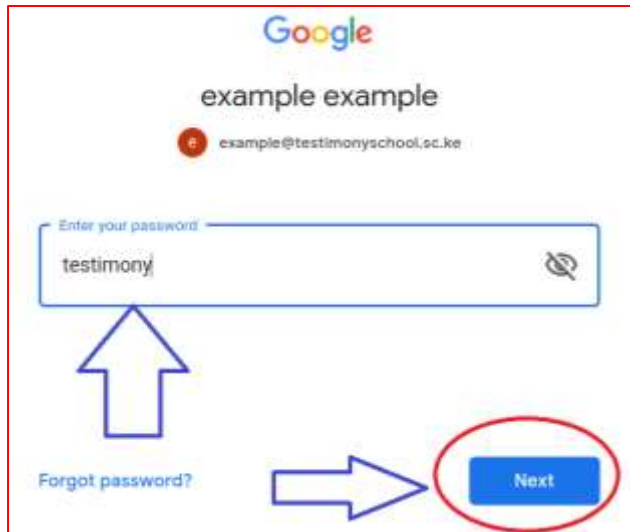 Google
example example
e example@testimonyschool.sc.ke
Enter your password
testimony
Forgot password?
Next